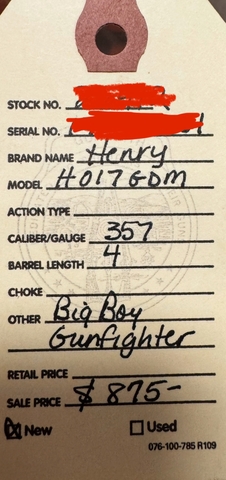 STOCK NO.
SERIAL NO.
BRAND NAME Henry
MODEL H017GDM
ACTION TYPE
CALIBER/GAUGE 357
BARREL LENGTH 4
CHOKE
OTHER Big Boy
Gunfighter
RETAIL PRICE
SALE PRICE $875-
New Used
076-100-785 R109